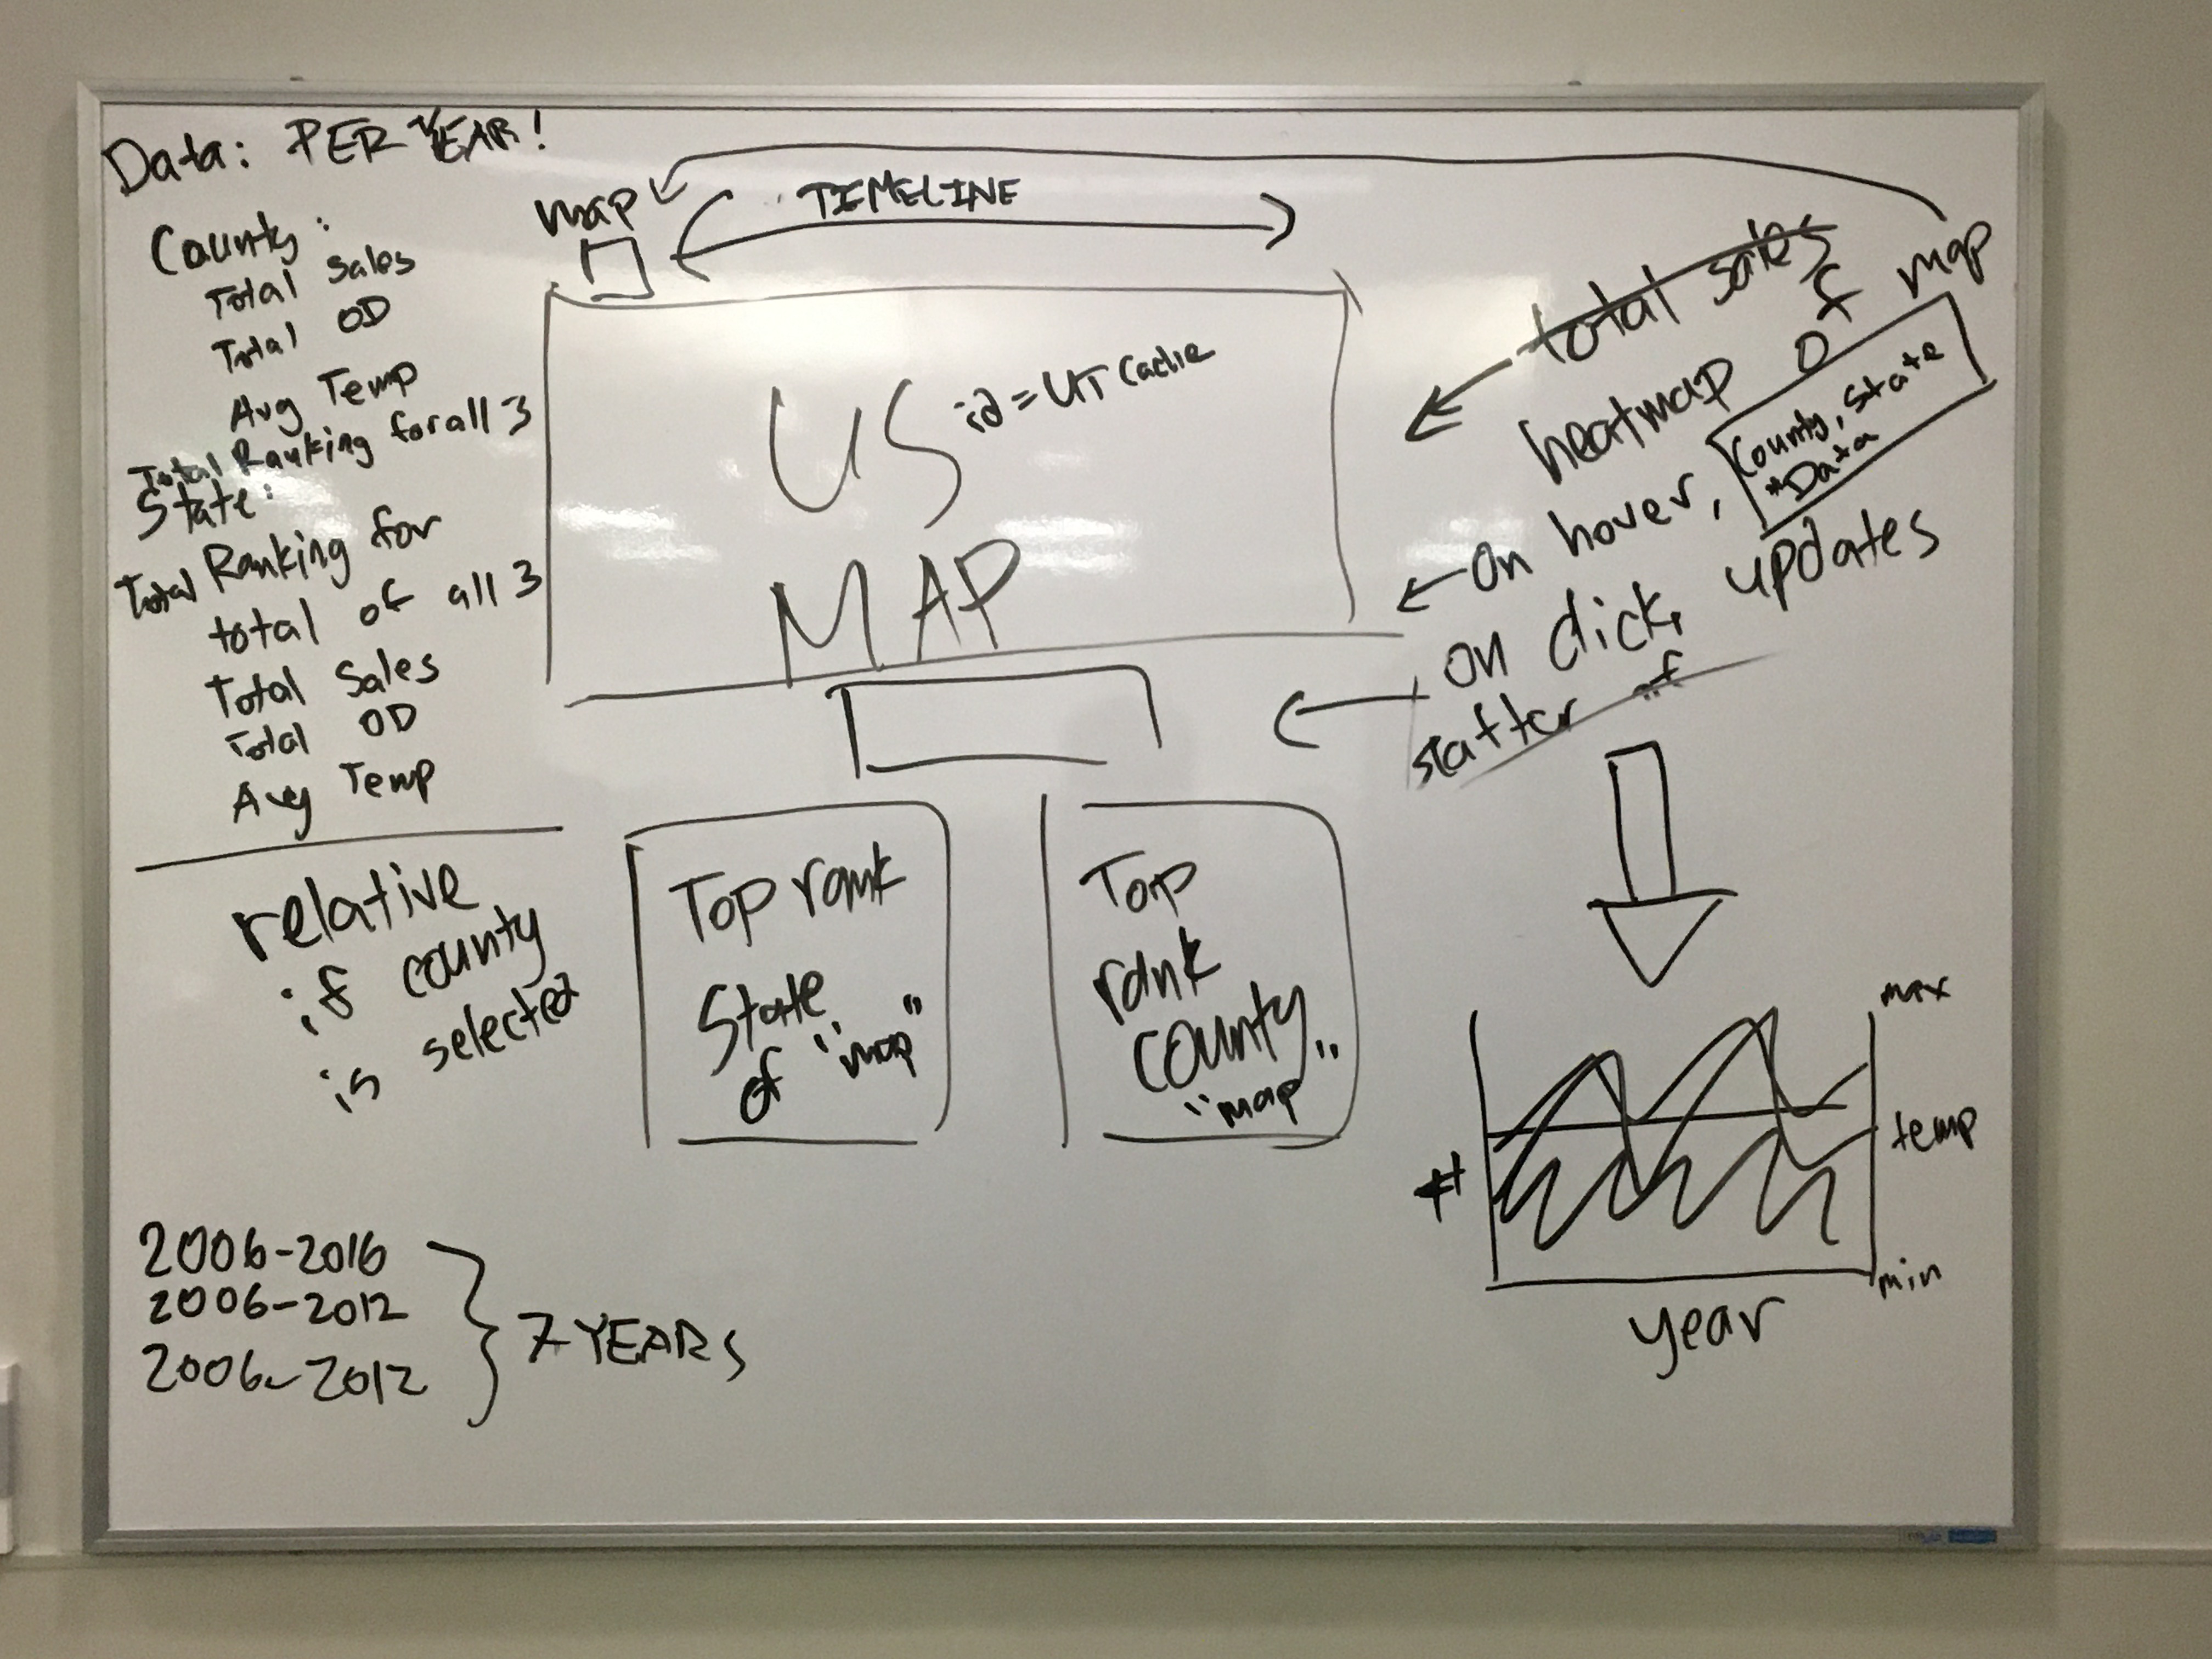 Data: PER YEAR!
County:
Total Sales
Total OD
Avg Temp
Total Ranking for all 3
State:
Total Ranking for
total of all 3
Total Sales
Total OD
Avg Temp
relative
if county
is selected
2006-2016
2006-2012
2006-2012
7 YEARS
map
TIMELINE
US
id = UT Cache
MAP
Top rank
State
of "map"
Top
rank
county
"map"
total sales
heatmap of map
on hover,
County, State
*Data
on click, updates
statter of
max
temp
#
min
year